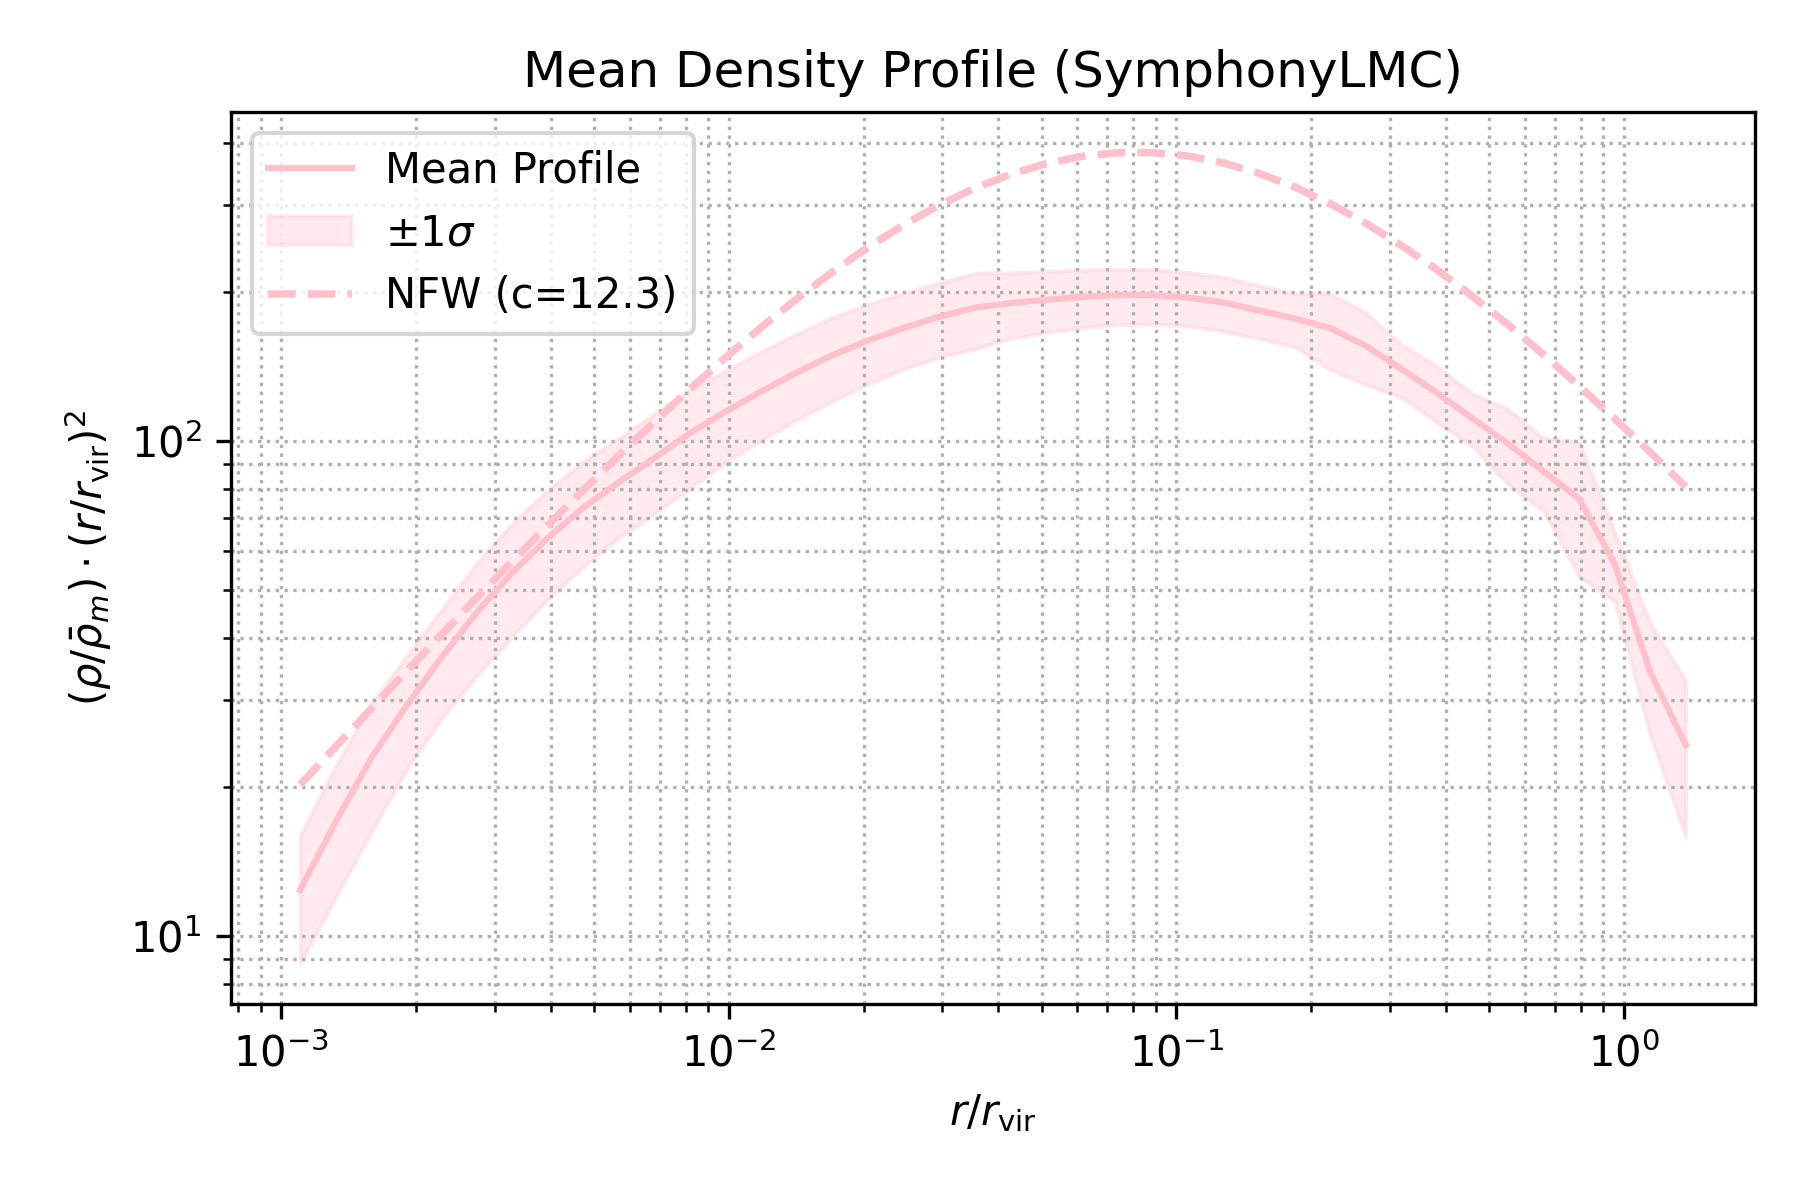 Mean Density Profile (SymphonyLMC)
Mean Profile
±1σ
NFW (c=12.3)
(ρ/ρ̄ₘ) · (r/r_vir)²
10²
10¹
10⁻³
10⁻²
10⁻¹
10⁰
r/r_vir